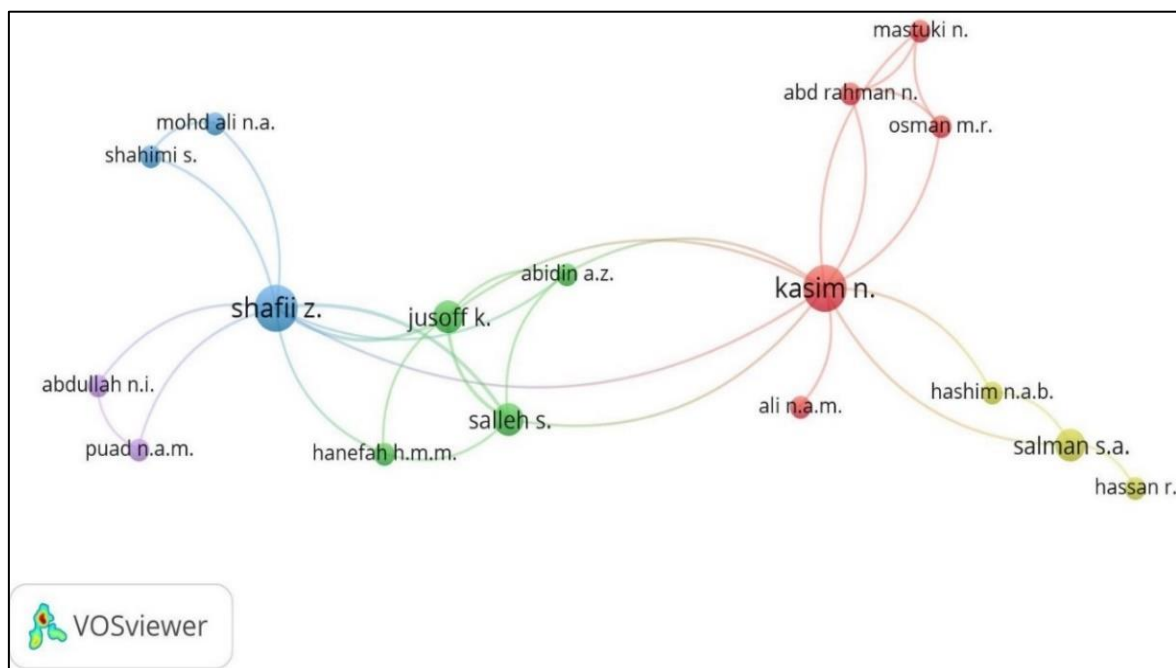 mastuki n.
abd rahman n.
osman m.r.
mohd ali n.a.
shahimi s.
abidin a.z.
kasim n.
shafii z.
jusoff k.
abdullah n.i.
hashim n.a.b.
ali n.a.m.
salleh s.
salman s.a.
puad n.a.m.
hanefah h.m.m.
hassan r.
VOSviewer